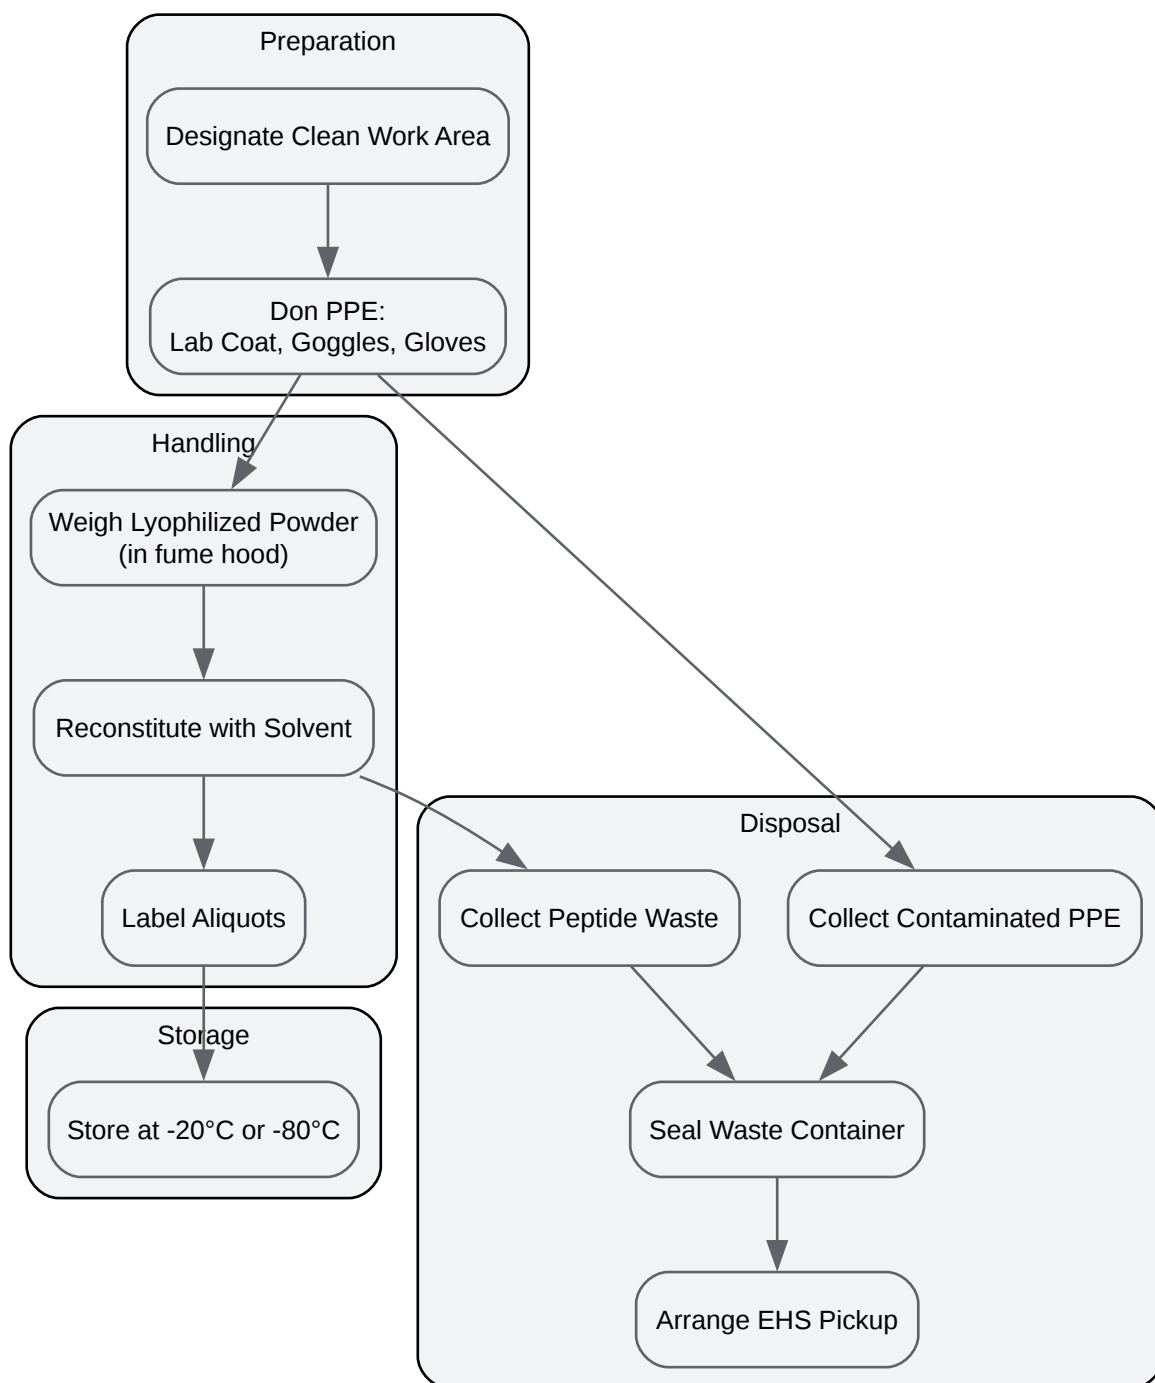 Preparation
Designate Clean Work Area
Don PPE:
Lab Coat, Goggles, Gloves
Handling
Weigh Lyophilized Powder
(in fume hood)
Reconstitute with Solvent
Label Aliquots
Storage
Store at -20°C or -80°C
Disposal
Collect Peptide Waste
Collect Contaminated PPE
Seal Waste Container
Arrange EHS Pickup